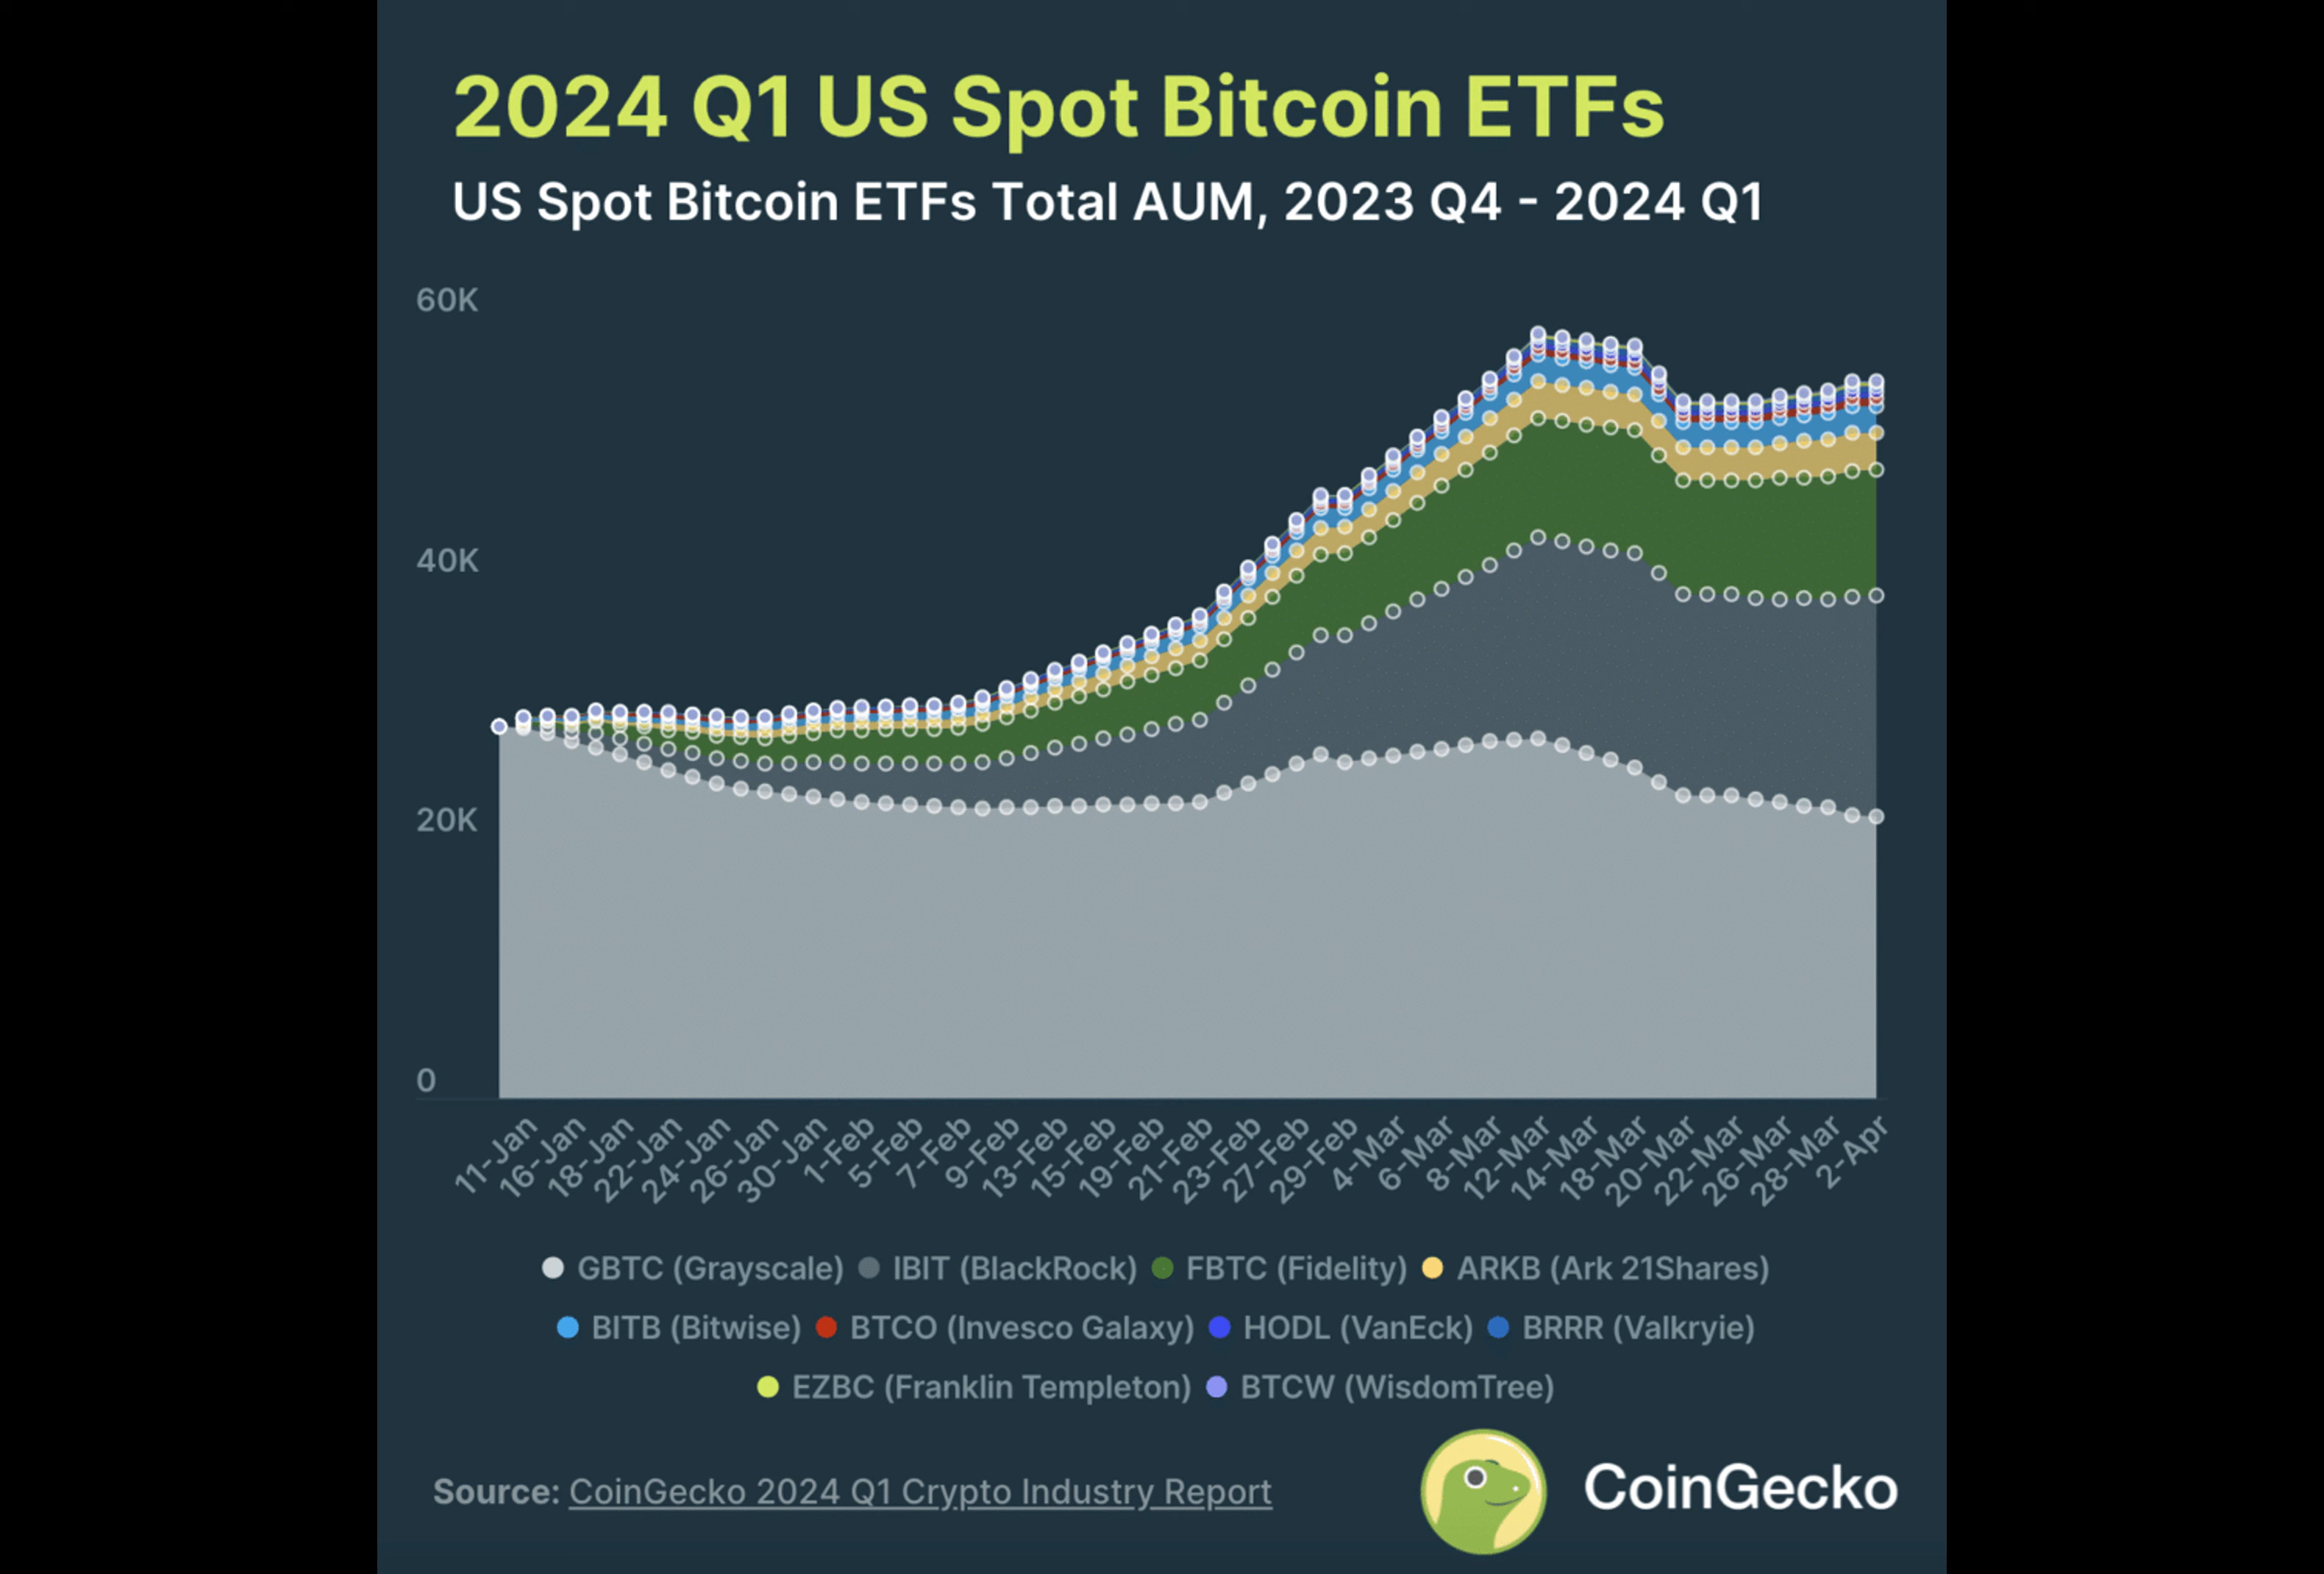 2024 Q1 US Spot Bitcoin ETFs
US Spot Bitcoin ETFs Total AUM, 2023 Q4 - 2024 Q1
60K
40K
20K
0
11-Jan
16-Jan
18-Jan
22-Jan
24-Jan
26-Jan
30-Jan
1-Feb
5-Feb
7-Feb
9-Feb
13-Feb
15-Feb
19-Feb
21-Feb
23-Feb
27-Feb
29-Feb
4-Mar
6-Mar
8-Mar
12-Mar
14-Mar
18-Mar
20-Mar
22-Mar
26-Mar
28-Mar
2-Apr
GBTC (Grayscale) IBIT (BlackRock) FBTC (Fidelity) ARKB (Ark 21Shares)
BITB (Bitwise) BTCO (Invesco Galaxy) HODL (VanEck) BRRR (Valkryie)
EZBC (Franklin Templeton) BTCW (WisdomTree)
Source: CoinGecko 2024 Q1 Crypto Industry Report
CoinGecko